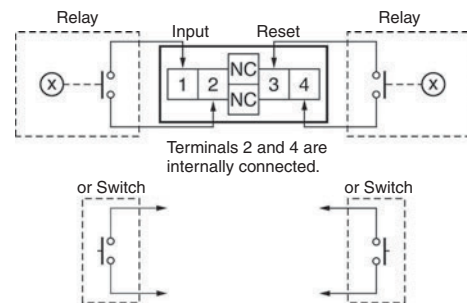 Relay Input Reset Relay
X 1 2 NC NC 3 4 X
Terminals 2 and 4 are
internally connected.
or Switch or Switch